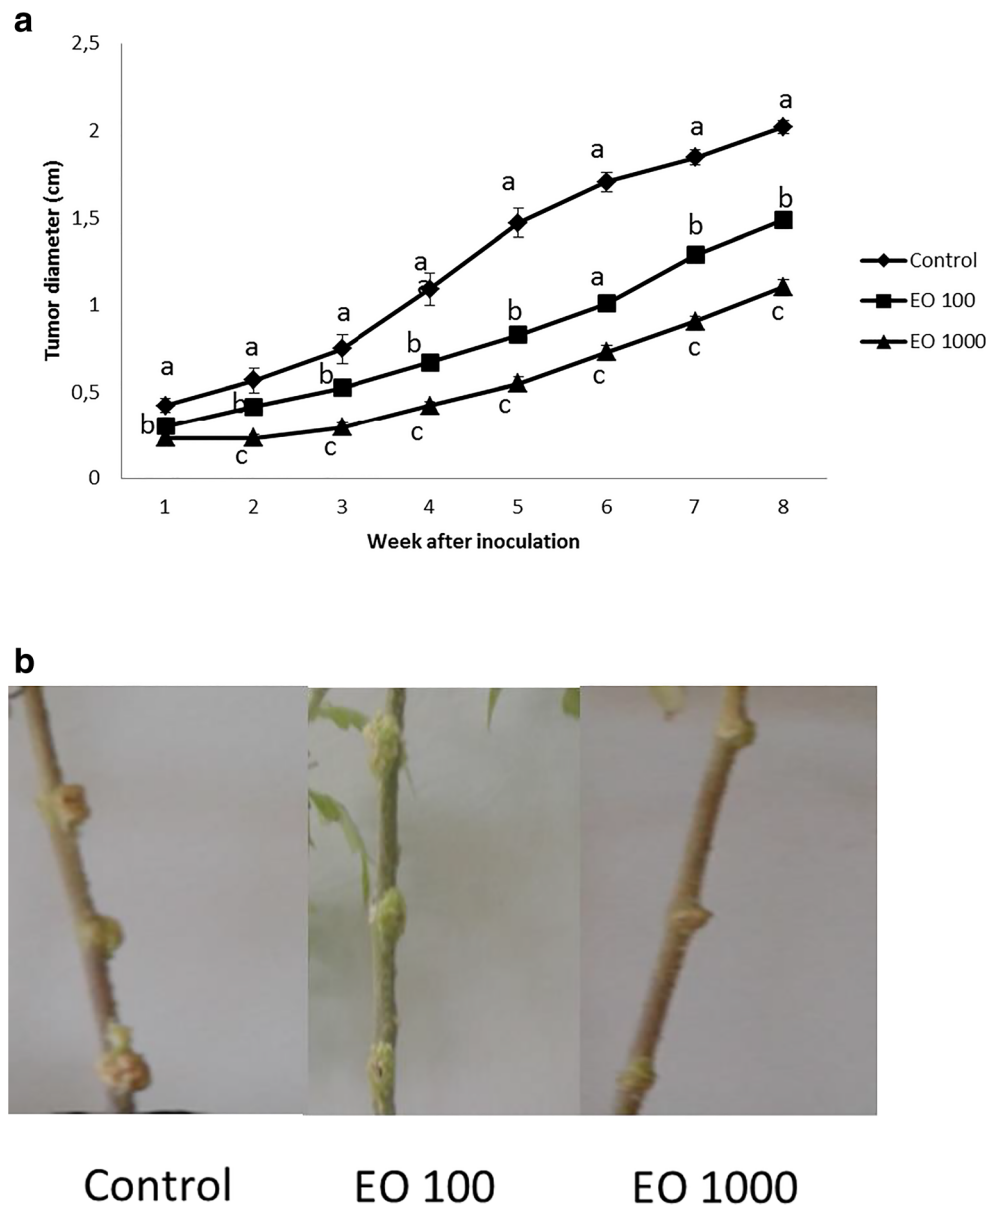 a
2,5
2
1,5
1
0,5
0
Tumor diameter (cm)
a
a
a
a
a
a
a
a
a
b
b
b
b
b
a
b
b
c
c
c
c
c
c
c
1
2
3
4
5
6
7
8
Week after inoculation
Control
EO 100
EO 1000
b
Control
EO 100
EO 1000